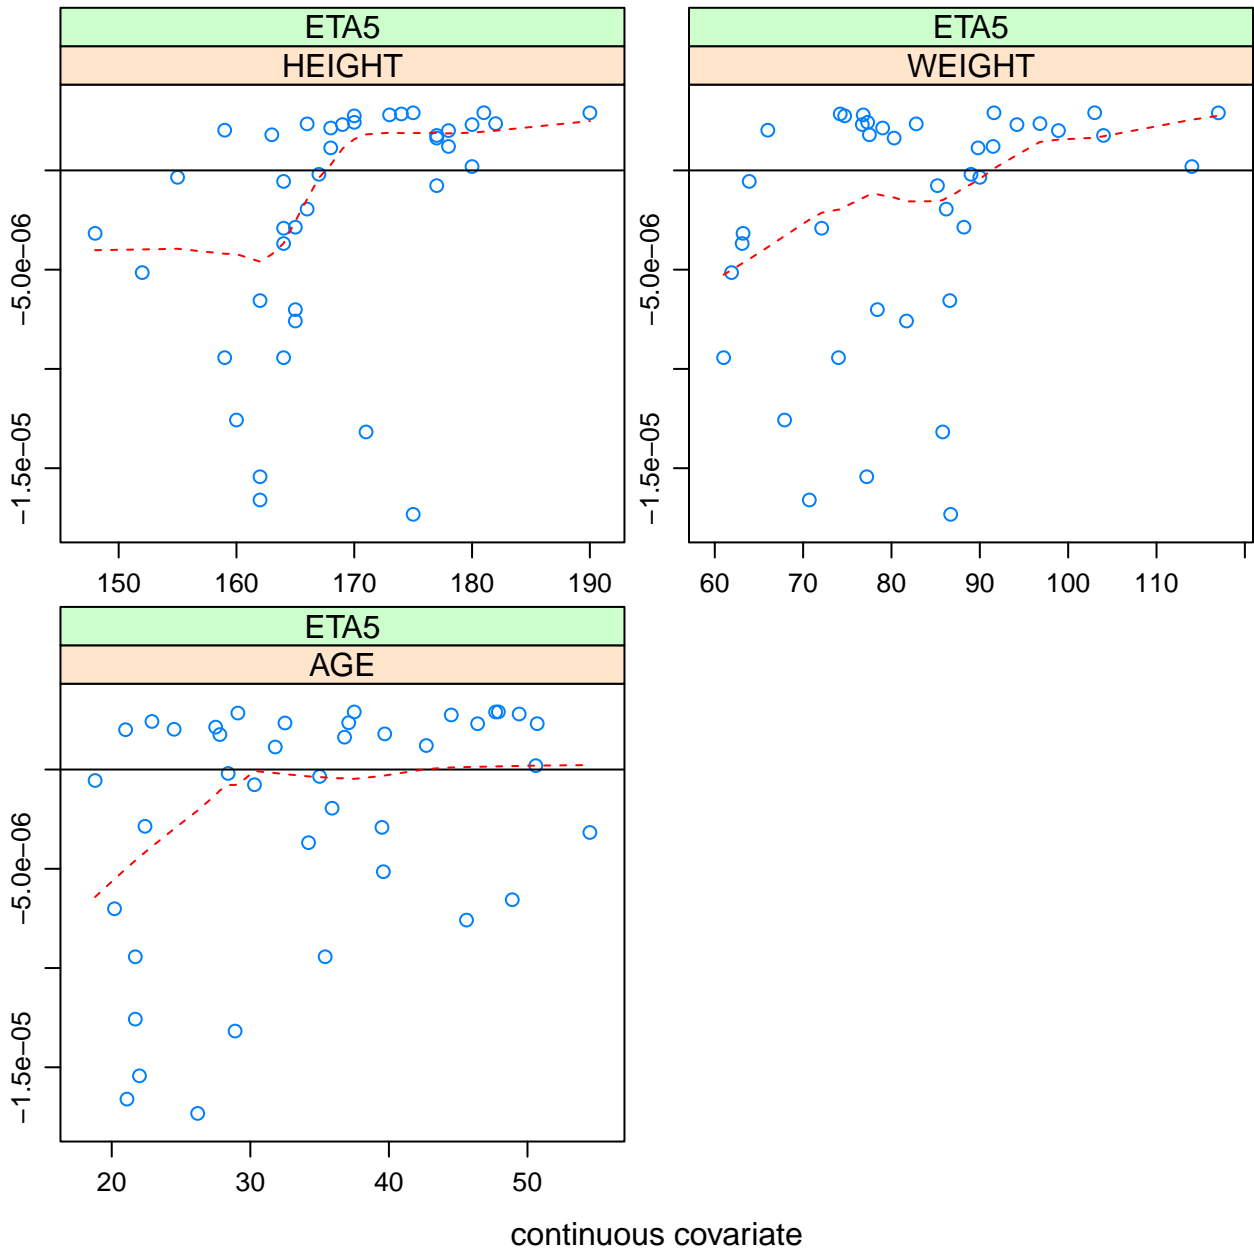 ETA5 ETA5
HEIGHT WEIGHT
−5.0e−06 −5.0e−06
−1.5e−05 −1.5e−05
150 160 170 180 190 60 70 80 90 100 110
ETA5
AGE
−5.0e−06
−1.5e−05
20 30 40 50
continuous covariate